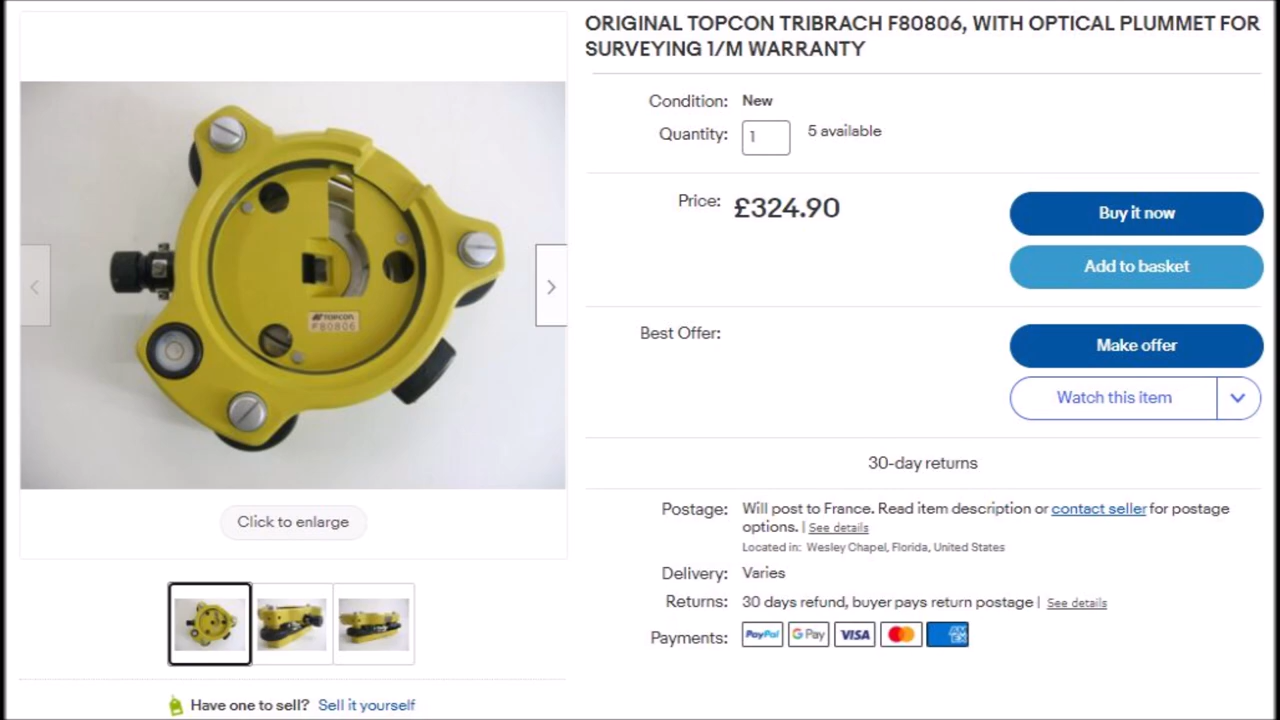 ORIGINAL TOPCON TRIBRACH F80806, WITH OPTICAL PLUMMET FOR
SURVEYING 1/M WARRANTY
Condition: New
Quantity: 1 5 available
Price: £324.90
Buy it now
Add to basket
Best Offer:
Make offer
Watch this item
30-day returns
Postage: Will post to France. Read item description or contact seller for postage
options. | See details
Located in: Wesley Chapel, Florida, United States
Delivery: Varies
Returns: 30 days refund, buyer pays return postage | See details
Payments: PayPal G Pay VISA AMEX
TOPCON
F80806
Click to enlarge
Have one to sell? Sell it yourself